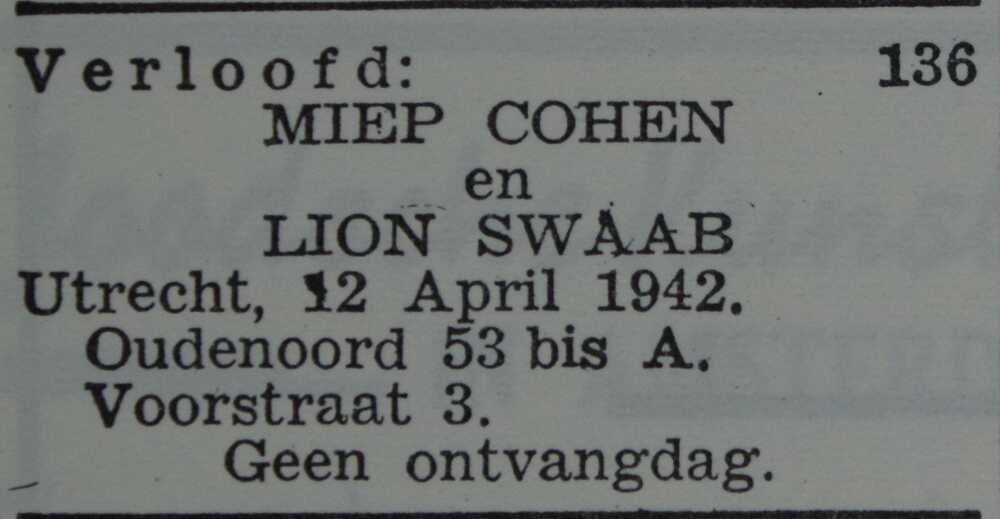 Verloofd: 136
MIEP COHEN
en
LION SWAAB
Utrecht, 12 April 1942.
Oudenoord 53 bis A.
Voorstraat 3.
Geen ontvangdag.